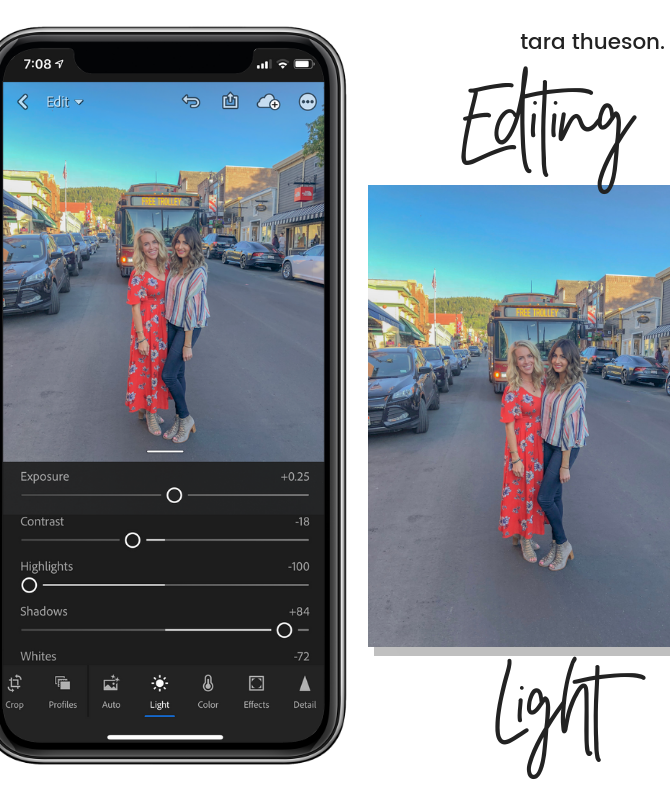 tara thueson.
Editing
7:08
Edit
FREE TROLLEY
Exposure +0.25
Contrast -18
Highlights -100
Shadows +84
Whites -72
Crop Profiles Auto Light Color Effects Detail
FREE TROLLEY
Light